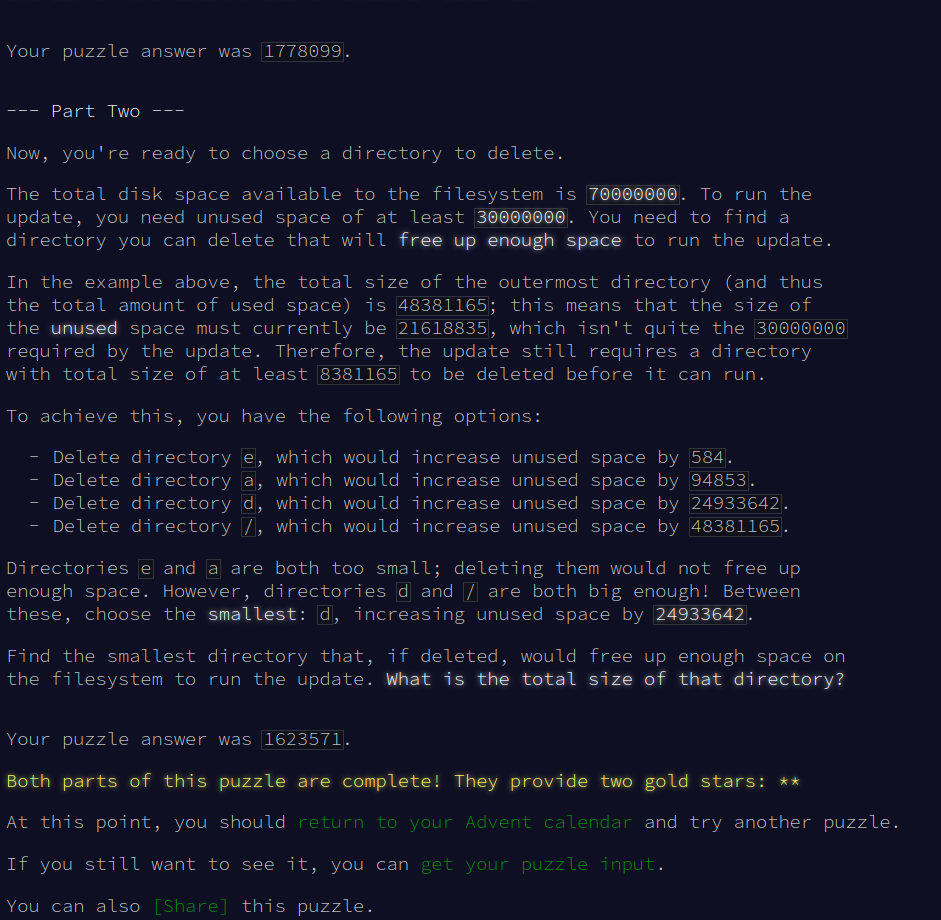 Your puzzle answer was 1778099.
--- Part Two ---
Now, you're ready to choose a directory to delete.
The total disk space available to the filesystem is 70000000. To run the
update, you need unused space of at least 30000000. You need to find a
directory you can delete that will free up enough space to run the update.
In the example above, the total size of the outermost directory (and thus
the total amount of used space) is 48381165; this means that the size of
the unused space must currently be 21618835, which isn't quite the 30000000
required by the update. Therefore, the update still requires a directory
with total size of at least 8381165 to be deleted before it can run.
To achieve this, you have the following options:
- Delete directory e, which would increase unused space by 584.
- Delete directory a, which would increase unused space by 94853.
- Delete directory d, which would increase unused space by 24933642.
- Delete directory /, which would increase unused space by 48381165.
Directories e and a are both too small; deleting them would not free up
enough space. However, directories d and / are both big enough! Between
these, choose the smallest: d, increasing unused space by 24933642.
Find the smallest directory that, if deleted, would free up enough space on
the filesystem to run the update. What is the total size of that directory?
Your puzzle answer was 1623571.
Both parts of this puzzle are complete! They provide two gold stars: **
At this point, you should return to your Advent calendar and try another puzzle.
If you still want to see it, you can get your puzzle input.
You can also [Share] this puzzle.